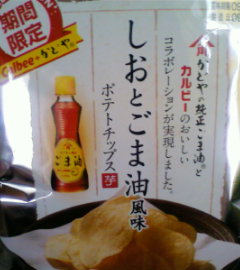 期間
限定
Calbee+かどや®
かどやの純正ごま油®と
カルビーのおいしい
コラボレーションが実現しました。
しおとごま油風味
ポテトチップス
ごま油